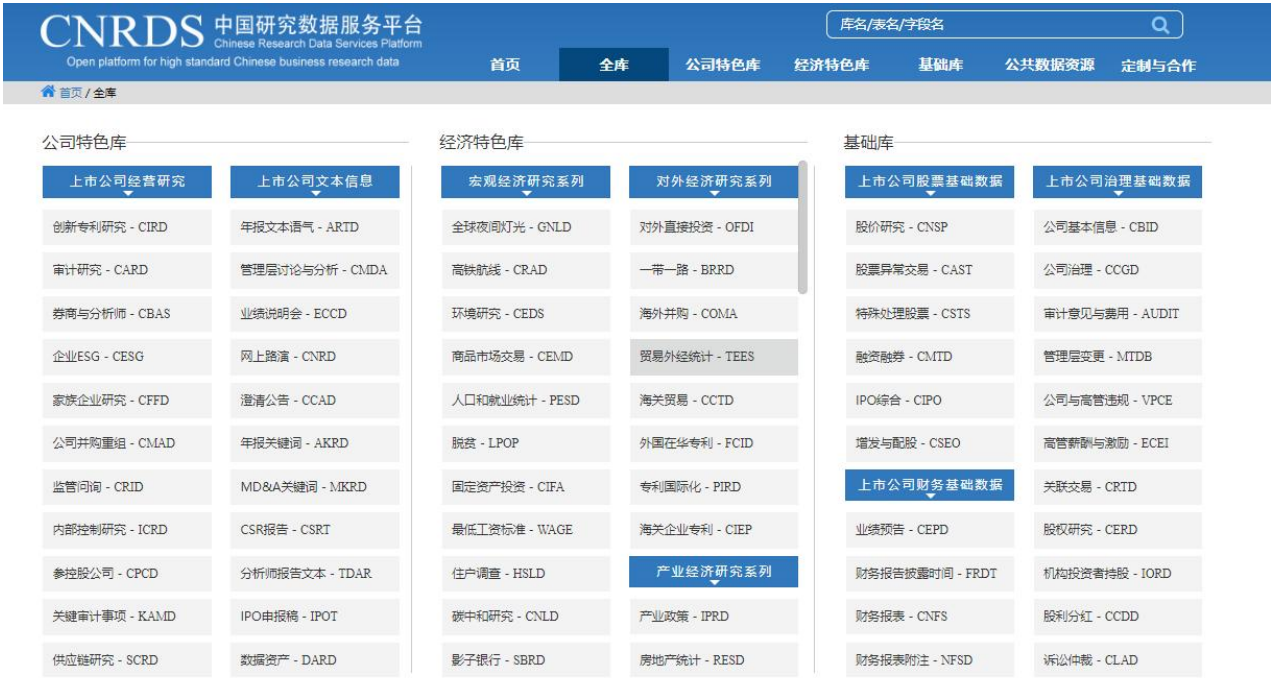 CNRDS 中国研究数据服务平台
Chinese Research Data Services Platform
Open platform for high standard Chinese business research data
库名/表名/字段名
首页 全库 公司特色库 经济特色库 基础库 公共数据资源 定制与合作
首页 / 全库
公司特色库
上市公司经营研究
创新专利研究 - CIRD
审计研究 - CARD
券商与分析师 - CBAS
企业ESG - CESG
家族企业研究 - CFFD
公司并购重组 - CMAD
监管问询 - CRID
内部控制研究 - ICRD
参控股公司 - CPCD
关键审计事项 - KAMD
供应链研究 - SCRD
上市公司文本信息
年报文本语气 - ARTD
管理层讨论与分析 - CMDA
业绩说明会 - ECCD
网上路演 - CNRD
澄清公告 - CCAD
年报关键词 - AKRD
MD&A关键词 - MKRD
CSR报告 - CSRT
分析师报告文本 - TDAR
IPO申报稿 - IPOT
数据资产 - DARD
经济特色库
宏观经济研究系列
全球夜间灯光 - GNLD
高铁航线 - CRAD
环境研究 - CEDS
商品市场交易 - CEMD
人口和就业统计 - PESD
脱贫 - LPOP
固定资产投资 - CIFA
最低工资标准 - WAGE
住户调查 - HSLD
碳中和研究 - CNLD
影子银行 - SBRD
对外经济研究系列
对外直接投资 - OFDI
一带一路 - BRRD
海外并购 - COMA
贸易外经统计 - TEES
海关贸易 - CCTD
外国在华专利 - FCID
专利国际化 - PIRD
海关企业专利 - CIEP
产业经济研究系列
产业政策 - IPRD
房地产统计 - RESD
基础库
上市公司股票基础数据
股价研究 - CNSP
股票异常交易 - CAST
特殊处理股票 - CSTS
融资融券 - CMTD
IPO综合 - CIPO
增发与配股 - CSEO
上市公司财务基础数据
业绩预告 - CEPD
财务报告披露时间 - FRDT
财务报表 - CNFS
财务报表附注 - NFSD
上市公司治理基础数据
公司基本信息 - CBID
公司治理 - CCGD
审计意见与费用 - AUDIT
管理层变更 - MTDB
公司与高管违规 - VPCE
高管薪酬与激励 - ECEI
关联交易 - CRTD
股权研究 - CERD
机构投资者持股 - IORD
股利分红 - CCDD
诉讼仲裁 - CLAD